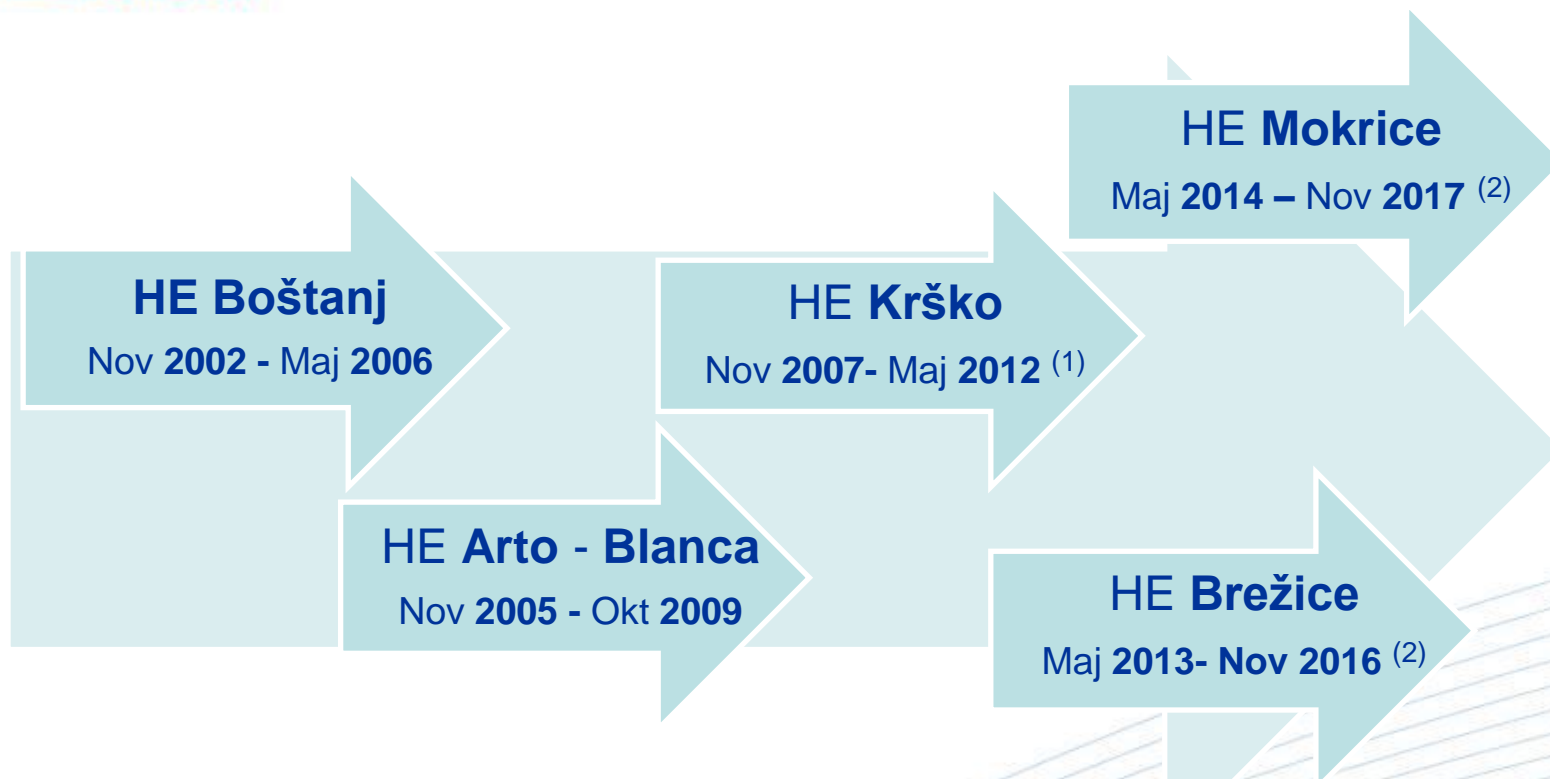 HE Boštanj
Nov 2002 - Maj 2006
HE Arto - Blanca
Nov 2005 - Okt 2009
HE Krško
Nov 2007- Maj 2012 (1)
HE Mokrice
Maj 2014 – Nov 2017 (2)
HE Brežice
Maj 2013- Nov 2016 (2)